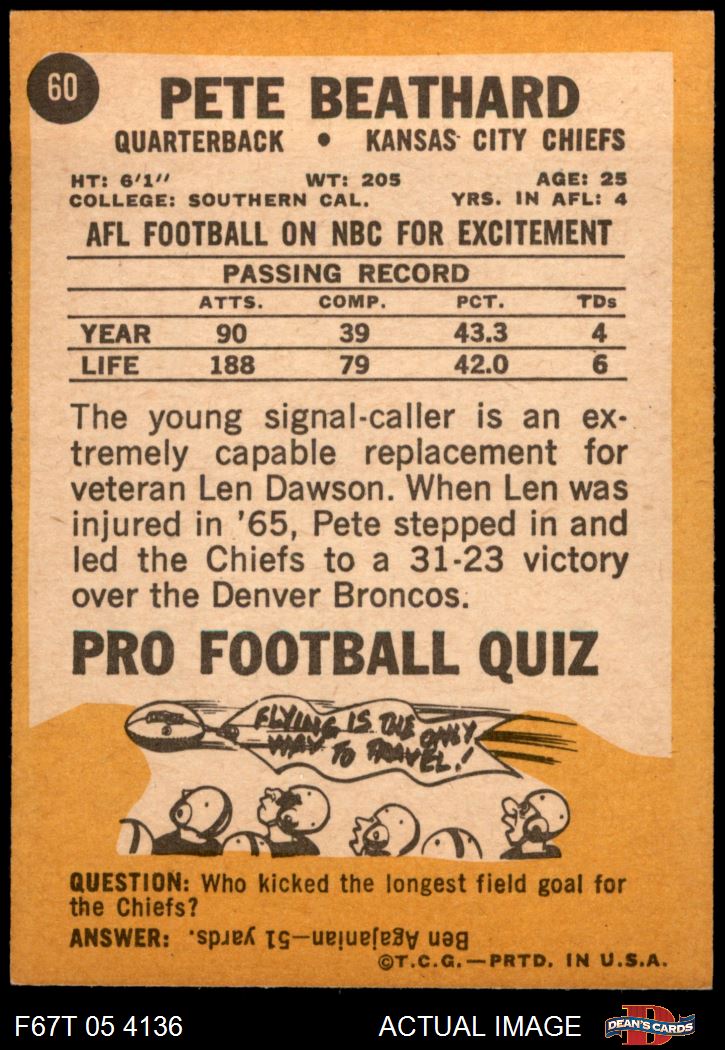 60
PETE BEATHARD
QUARTERBACK • KANSAS CITY CHIEFS
HT: 6'1" WT: 205 AGE: 25
COLLEGE: SOUTHERN CAL. YRS. IN AFL: 4
AFL FOOTBALL ON NBC FOR EXCITEMENT
PASSING RECORD
ATTS. COMP. PCT. TDs
YEAR 90 39 43.3 4
LIFE 188 79 42.0 6
The young signal-caller is an ex-
tremely capable replacement for
veteran Len Dawson. When Len was
injured in '65, Pete stepped in and
led the Chiefs to a 31-23 victory
over the Denver Broncos.
PRO FOOTBALL QUIZ
FLYING IS THE ONLY
WAY TO TRAVEL!
QUESTION: Who kicked the longest field goal for
the Chiefs?
ANSWER: Ben Agajanian—51 yards.
©T.C.G.—PRTD. IN U.S.A.
F67T 05 4136 ACTUAL IMAGE
D
DEAN'S CARDS